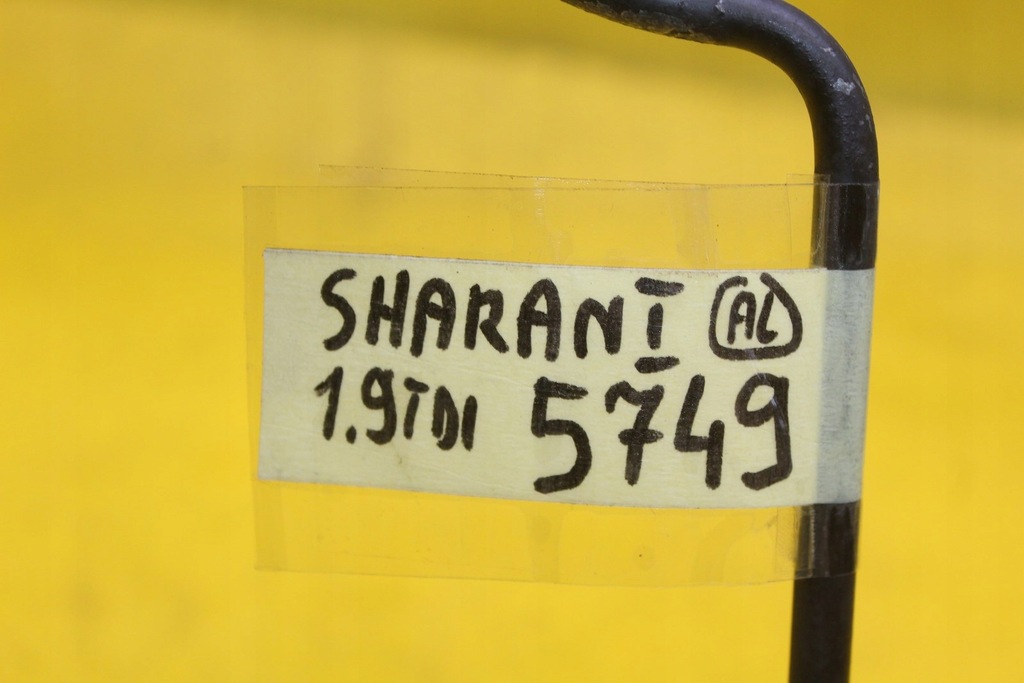 SHARAN I AL
1.9TDI 5749